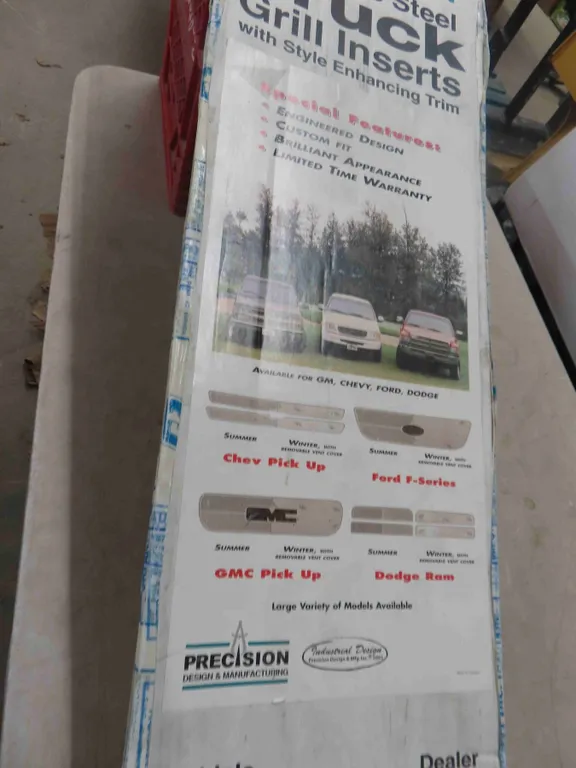 Steel
Truck
Grill Inserts
with Style Enhancing Trim
Special Features:
• Engineered Design
• Custom fit
• Brilliant Appearance
• Limited Time Warranty
Available for GM, Chevy, Ford, Dodge
Summer
Winter, with
removable vent cover
Chev Pick Up
Summer
Winter, with
removable vent cover
Ford F-Series
GMC
Summer
Winter, with
removable vent cover
GMC Pick Up
Summer
Winter, with
removable vent cover
Dodge Ram
Large Variety of Models Available
PRECISION
DESIGN & MANUFACTURING
Industrial Design
Dealer